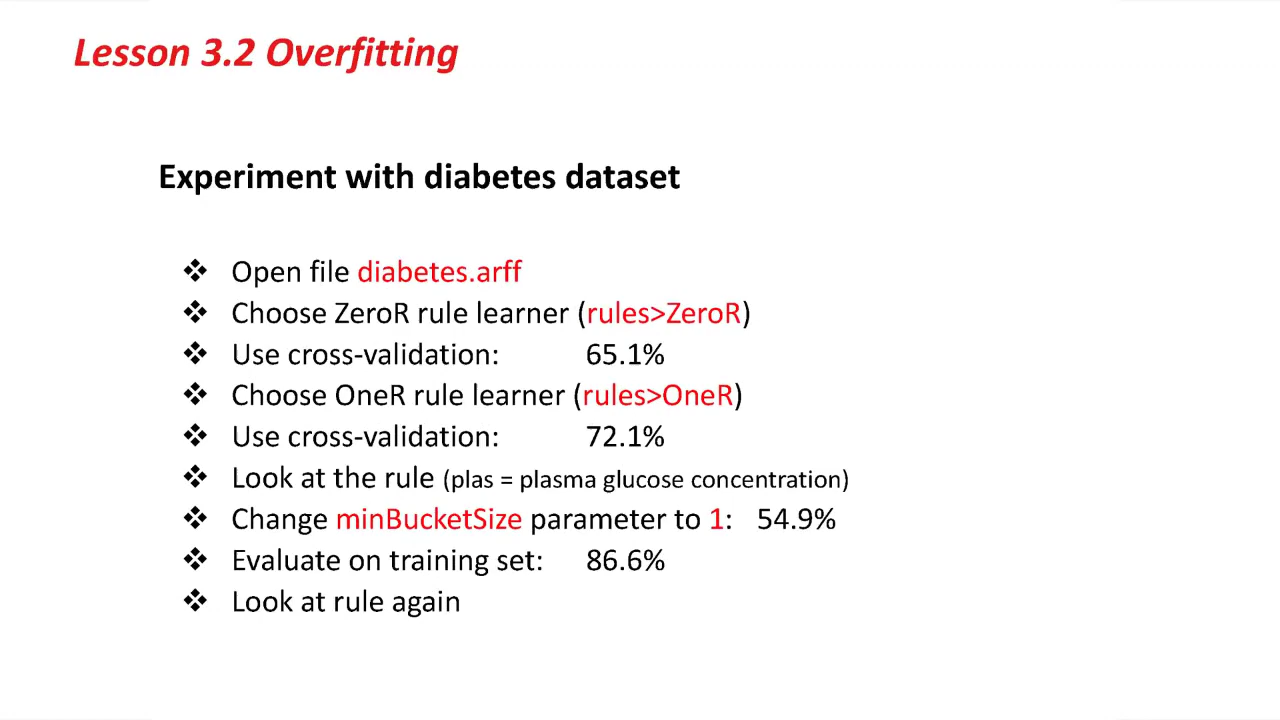 Lesson 3.2 Overfitting
Experiment with diabetes dataset
❖ Open file diabetes.arff
❖ Choose ZeroR rule learner (rules>ZeroR)
❖ Use cross-validation: 65.1%
❖ Choose OneR rule learner (rules>OneR)
❖ Use cross-validation: 72.1%
❖ Look at the rule (plas = plasma glucose concentration)
❖ Change minBucketSize parameter to 1: 54.9%
❖ Evaluate on training set: 86.6%
❖ Look at rule again